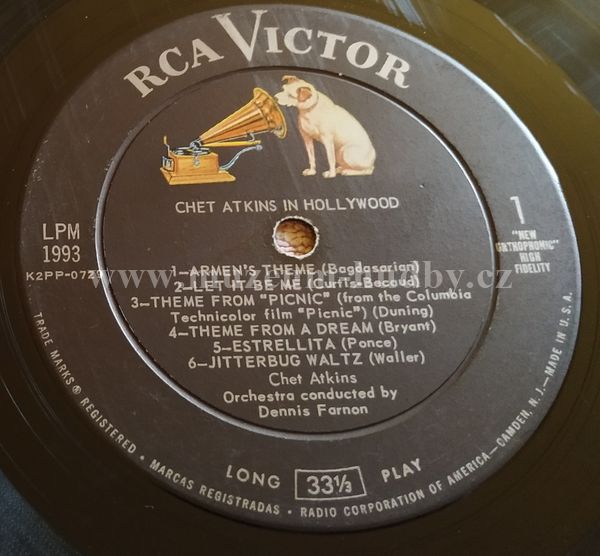 RCA VICTOR
CHET ATKINS IN HOLLYWOOD
LPM
1993
K2PP-0729
1
"NEW
ORTHOPHONIC"
HIGH
FIDELITY
1-ARMEN'S THEME (Bagdasarian)
2-LET IT BE ME (Curtis-Becaud)
3-THEME FROM "PICNIC" (from the Columbia
Technicolor film "Picnic") (Duning)
4-THEME FROM A DREAM (Bryant)
5-ESTRELLITA (Ponce)
6-JITTERBUG WALTZ (Waller)
Chet Atkins
Orchestra conducted by
Dennis Farnon
LONG 33⅓ PLAY
TRADE MARKS ® REGISTERED • MARCAS REGISTRADAS • RADIO CORPORATION OF AMERICA—CAMDEN, N. J.—MADE IN U.S.A.